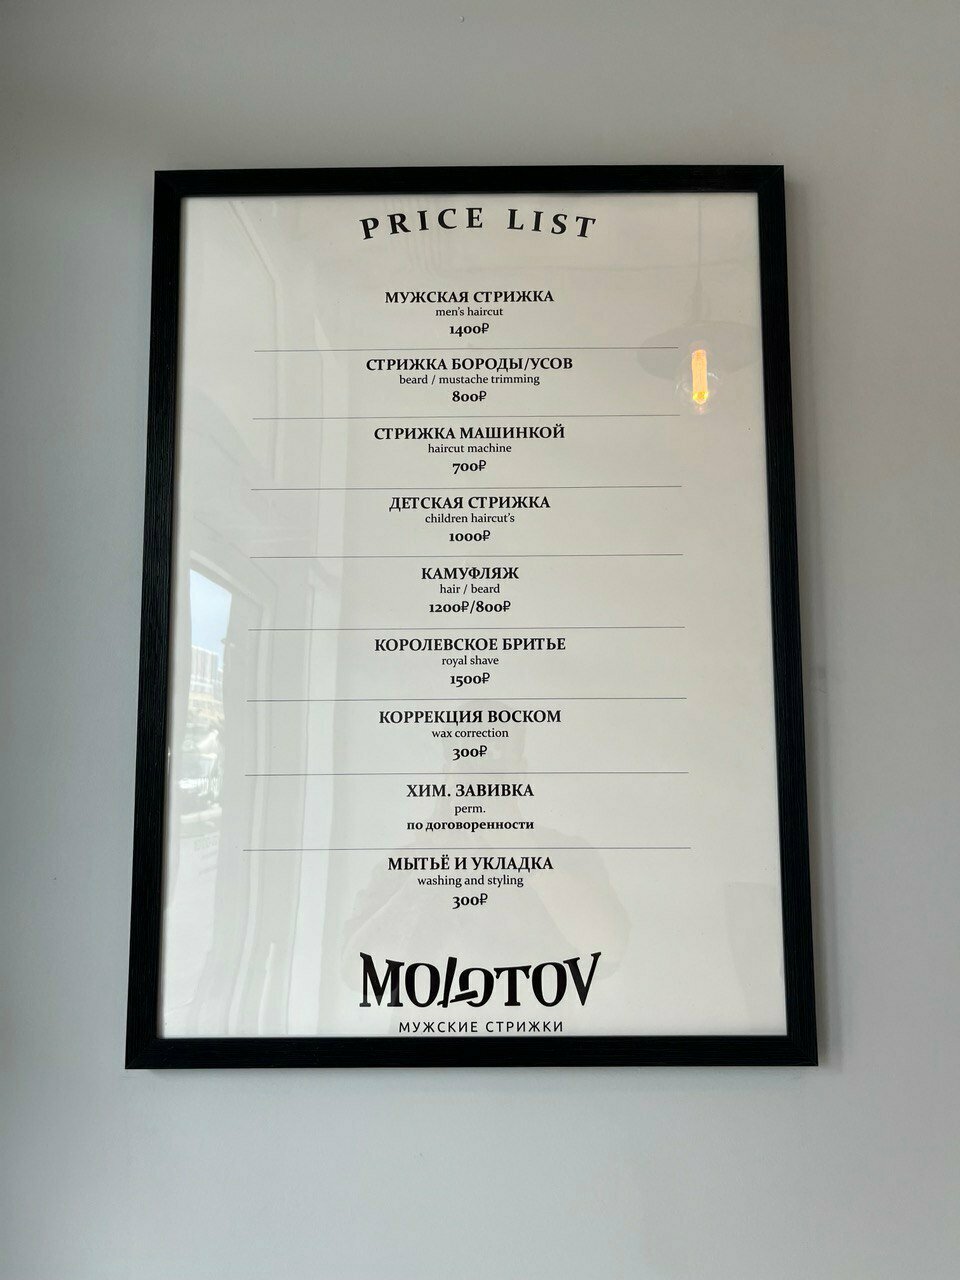 PRICE LIST
МУЖСКАЯ СТРИЖКА
men's haircut
1400₽
СТРИЖКА БОРОДЫ/УСОВ
beard / mustache trimming
800₽
СТРИЖКА МАШИНКОЙ
haircut machine
700₽
ДЕТСКАЯ СТРИЖКА
children haircut's
1000₽
КАМУФЛЯЖ
hair / beard
1200₽/800₽
КОРОЛЕВСКОЕ БРИТЬЕ
royal shave
1500₽
КОРРЕКЦИЯ ВОСКОМ
wax correction
300₽
ХИМ. ЗАВИВКА
perm.
по договоренности
МЫТЬЁ И УКЛАДКА
washing and styling
300₽
MOLOTOV
МУЖСКИЕ СТРИЖКИ